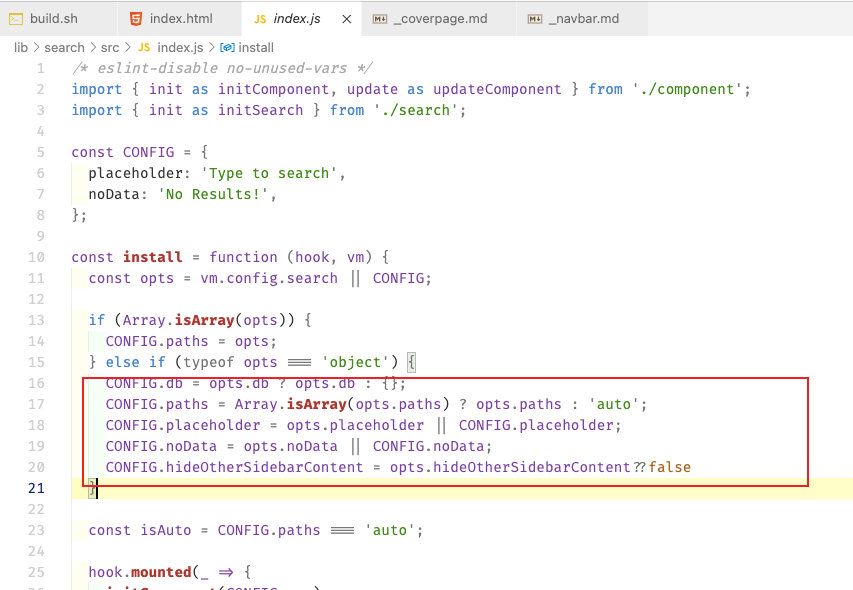 build.sh index.html JS index.js _coverpage.md _navbar.md
lib > search > src > JS index.js > install
1 /* eslint-disable no-unused-vars */
2 import { init as initComponent, update as updateComponent } from './component';
3 import { init as initSearch } from './search';
4
5 const CONFIG = {
6 placeholder: 'Type to search',
7 noData: 'No Results!',
8 };
9
10 const install = function (hook, vm) {
11 const opts = vm.config.search || CONFIG;
12
13 if (Array.isArray(opts)) {
14 CONFIG.paths = opts;
15 } else if (typeof opts === 'object') {
16 CONFIG.db = opts.db ? opts.db : {};
17 CONFIG.paths = Array.isArray(opts.paths) ? opts.paths : 'auto';
18 CONFIG.placeholder = opts.placeholder || CONFIG.placeholder;
19 CONFIG.noData = opts.noData || CONFIG.noData;
20 CONFIG.hideOtherSidebarContent = opts.hideOtherSidebarContent??false
21 }
22
23 const isAuto = CONFIG.paths === 'auto';
24
25 hook.mounted(_ => {